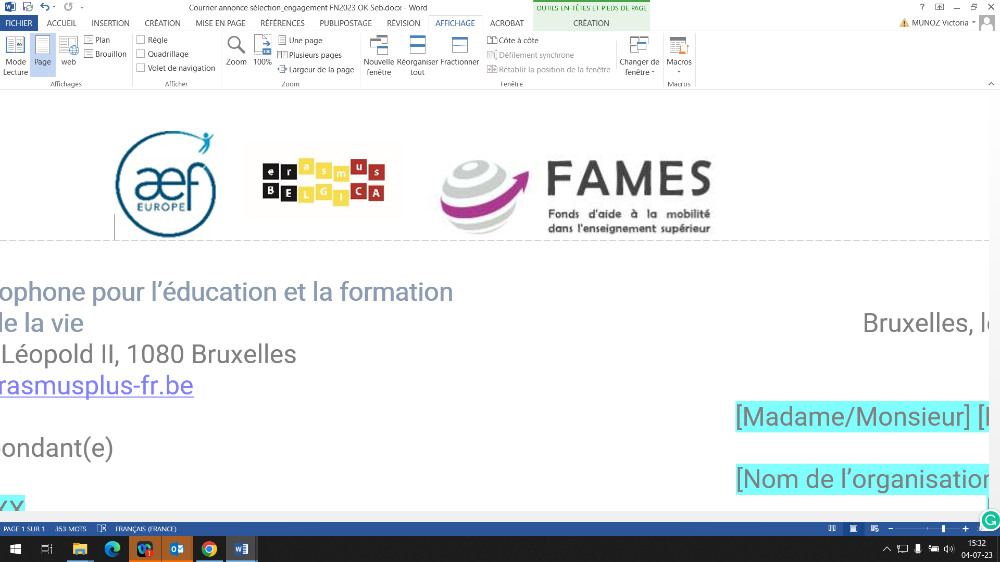 Courrier annonce sélection_engagement FN2023 OK Seb.docx - Word
OUTILS EN-TÊTES ET PIEDS DE PAGE
?
FICHIER ACCUEIL INSERTION CRÉATION MISE EN PAGE RÉFÉRENCES PUBLIPOSTAGE RÉVISION AFFICHAGE ACROBAT CRÉATION
MUNOZ Victoria
Mode Lecture
Page
web
Plan
Brouillon
Affichages
Règle
Quadrillage
Volet de navigation
Afficher
Zoom
100
100%
Une page
Plusieurs pages
Largeur de la page
Zoom
Nouvelle fenêtre
Réorganiser tout
Fractionner
Côte à côte
Défilement synchrone
Rétablir la position de la fenêtre
Changer de fenêtre
Fenêtre
Macros
Macros
aef
EUROPE
erasmus
BELGICA
FAMES
Fonds d'aide à la mobilité
dans l'enseignement supérieur
ophone pour l’éducation et la formation
de la vie
Bruxelles, le
Léopold II, 1080 Bruxelles
rasmusplus-fr.be
[Madame/Monsieur] [
ondant(e)
[Nom de l’organisation
XX
PAGE 1 SUR 1 353 MOTS FRANÇAIS (FRANCE)
1
15:32
04-07-23